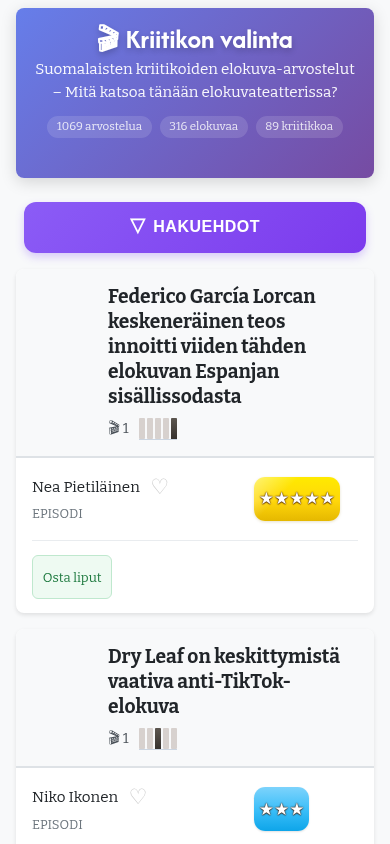 🎬 Kriitikon valinta
Suomalaisten kriitikoiden elokuva-arvostelut
– Mitä katsoa tänään elokuvateatterissa?
1069 arvostelua 316 elokuvaa 89 kriitikkoa
▽ HAKUEHDOT
Federico García Lorcan
keskeneräinen teos
innoitti viiden tähden
elokuvan Espanjan
sisällissodasta
🎬 1
Nea Pietiläinen ♡ ★★★★★
EPISODI
Osta liput
Dry Leaf on keskittymistä
vaativa anti-TikTok-
elokuva
🎬 1
Niko Ikonen ♡ ★★★
EPISODI